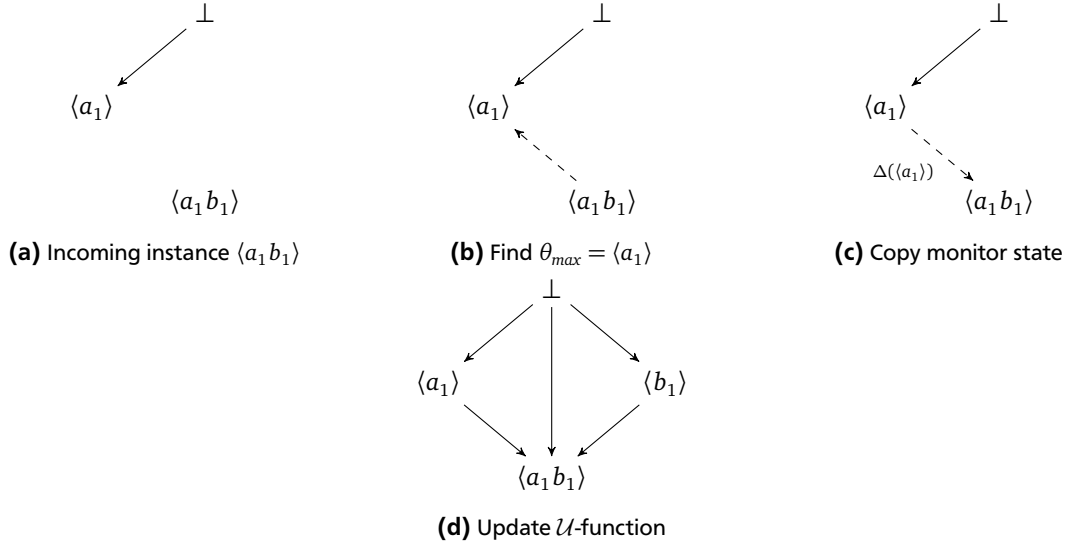 ⊥ ⊥ ⊥
⟨a₁⟩ ⟨a₁⟩ ⟨a₁⟩
Δ(⟨a₁⟩)
⟨a₁b₁⟩ ⟨a₁b₁⟩ ⟨a₁b₁⟩
(a) Incoming instance ⟨a₁b₁⟩ (b) Find θₘₐₓ = ⟨a₁⟩ (c) Copy monitor state
⊥
⟨a₁⟩ ⟨b₁⟩
⟨a₁b₁⟩
(d) Update 𝒰-function